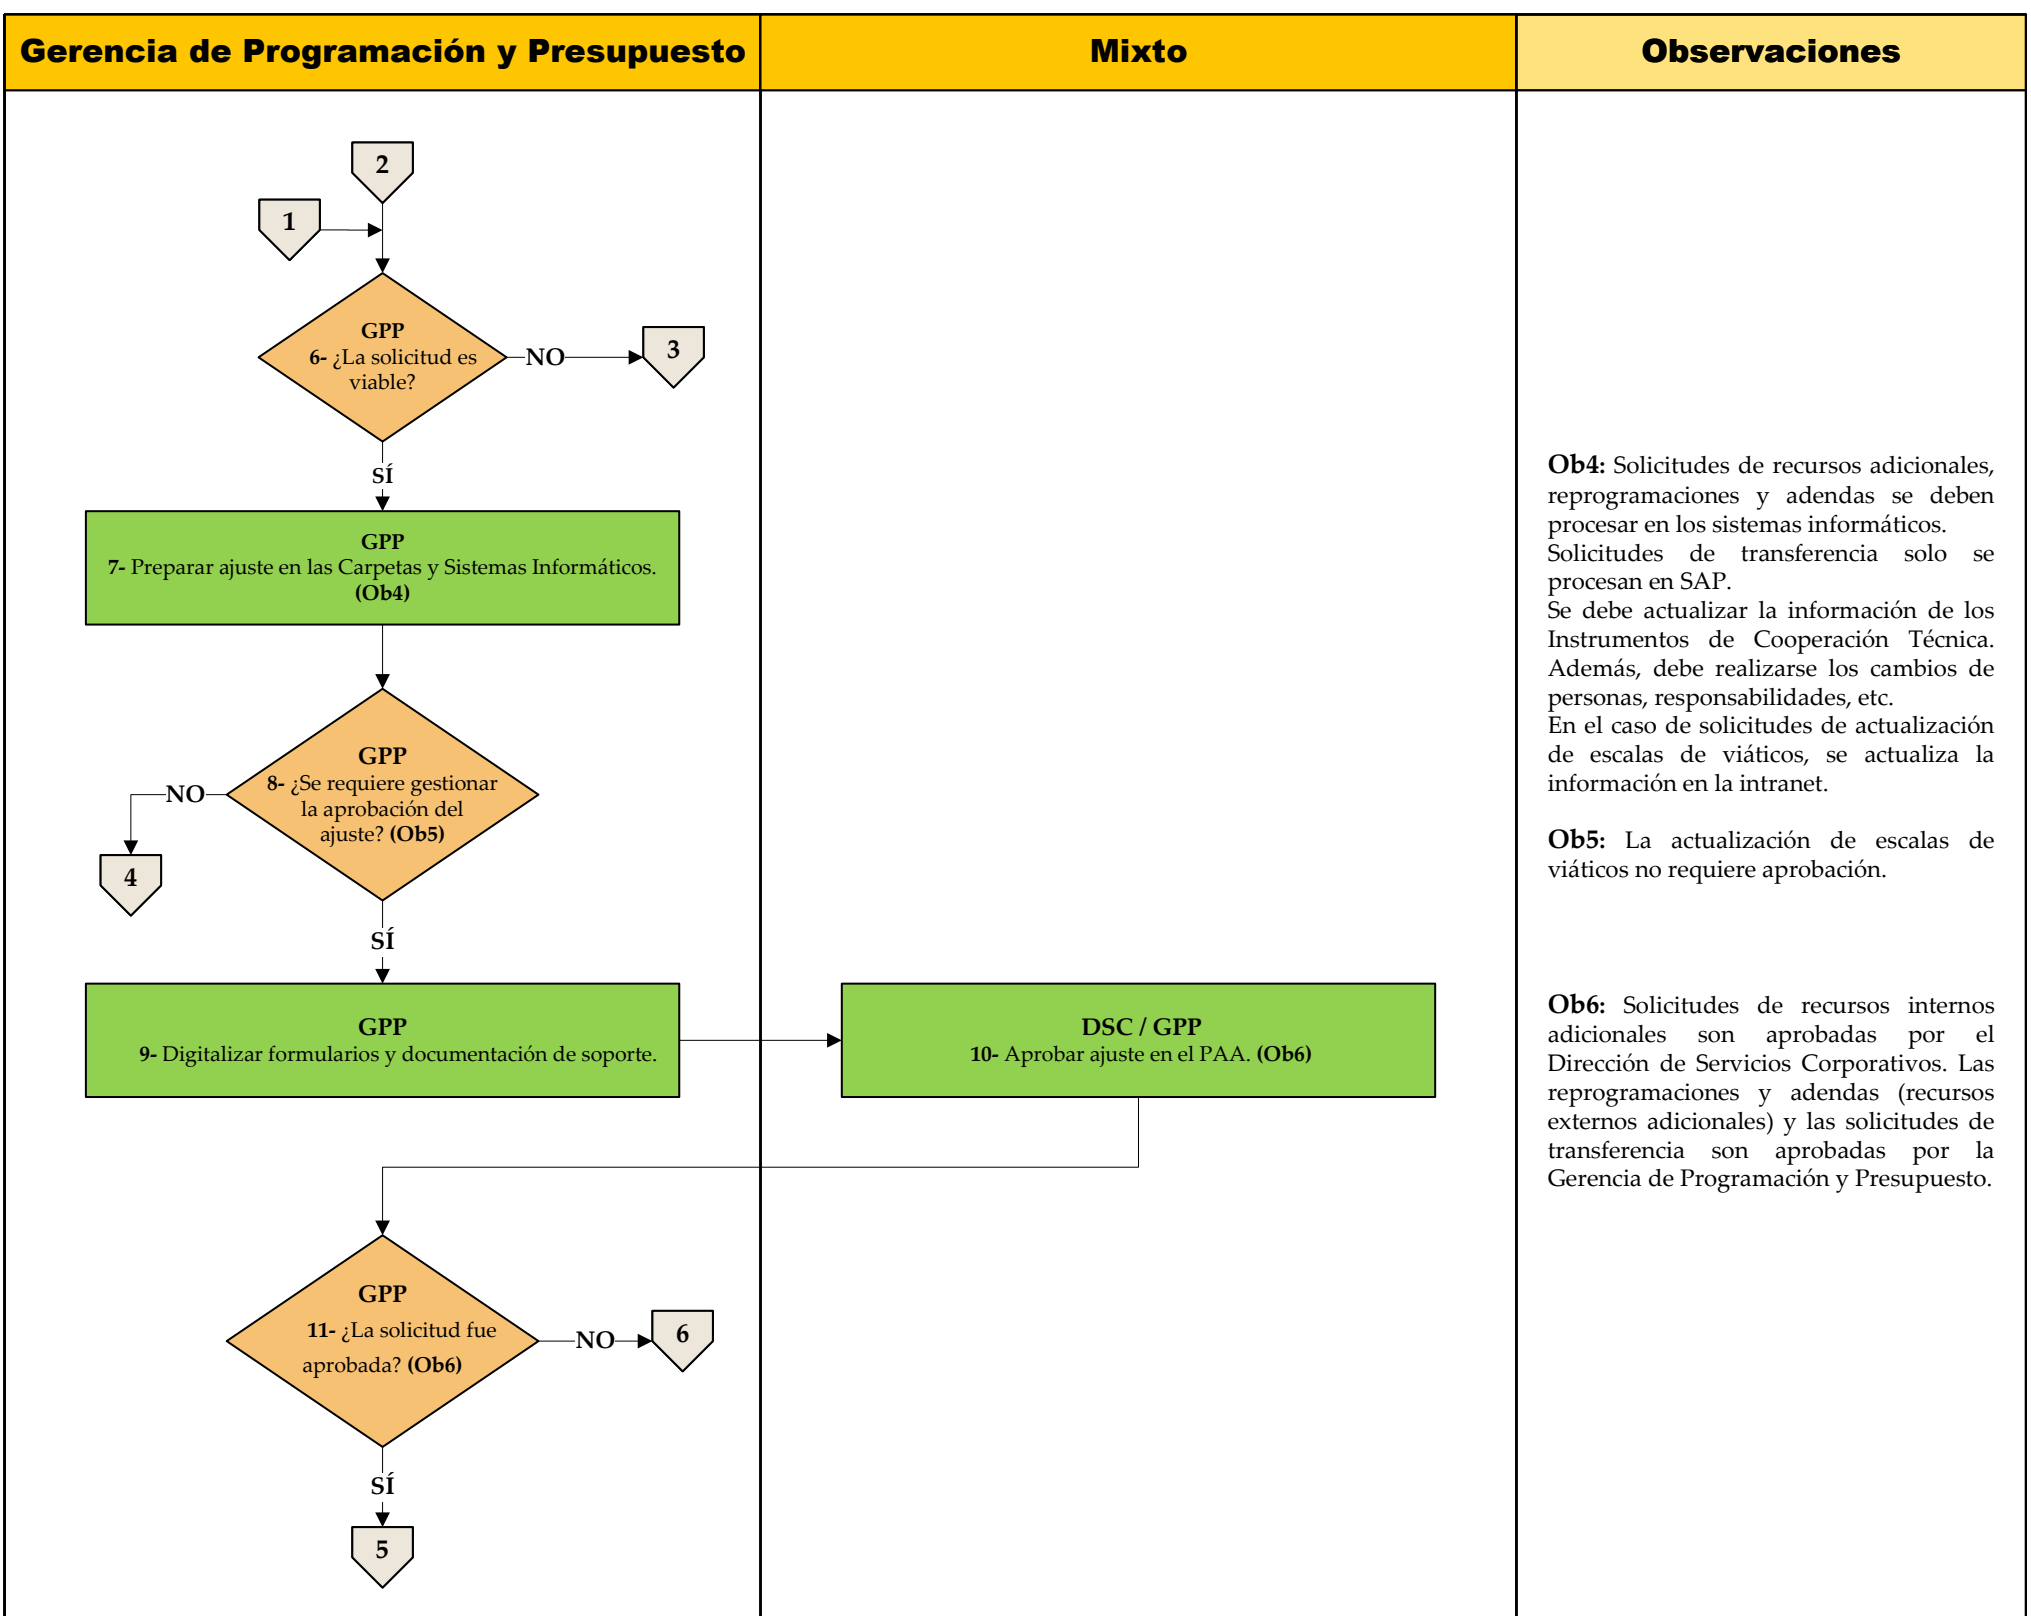 Gerencia de Programación y Presupuesto
Mixto
Observaciones
2
1
GPP
6- ¿La solicitud es
viable?
NO
3
SÍ
GPP
7- Preparar ajuste en las Carpetas y Sistemas Informáticos.
(Ob4)
GPP
8- ¿Se requiere gestionar
la aprobación del
ajuste? (Ob5)
NO
4
SÍ
GPP
9- Digitalizar formularios y documentación de soporte.
DSC / GPP
10- Aprobar ajuste en el PAA. (Ob6)
GPP
11- ¿La solicitud fue
aprobada? (Ob6)
NO
6
SÍ
5
Ob4: Solicitudes de recursos adicionales,
reprogramaciones y adendas se deben
procesar en los sistemas informáticos.
Solicitudes de transferencia solo se
procesan en SAP.
Se debe actualizar la información de los
Instrumentos de Cooperación Técnica.
Además, debe realizarse los cambios de
personas, responsabilidades, etc.
En el caso de solicitudes de actualización
de escalas de viáticos, se actualiza la
información en la intranet.
Ob5: La actualización de escalas de
viáticos no requiere aprobación.
Ob6: Solicitudes de recursos internos
adicionales son aprobadas por el
Dirección de Servicios Corporativos. Las
reprogramaciones y adendas (recursos
externos adicionales) y las solicitudes de
transferencia son aprobadas por la
Gerencia de Programación y Presupuesto.